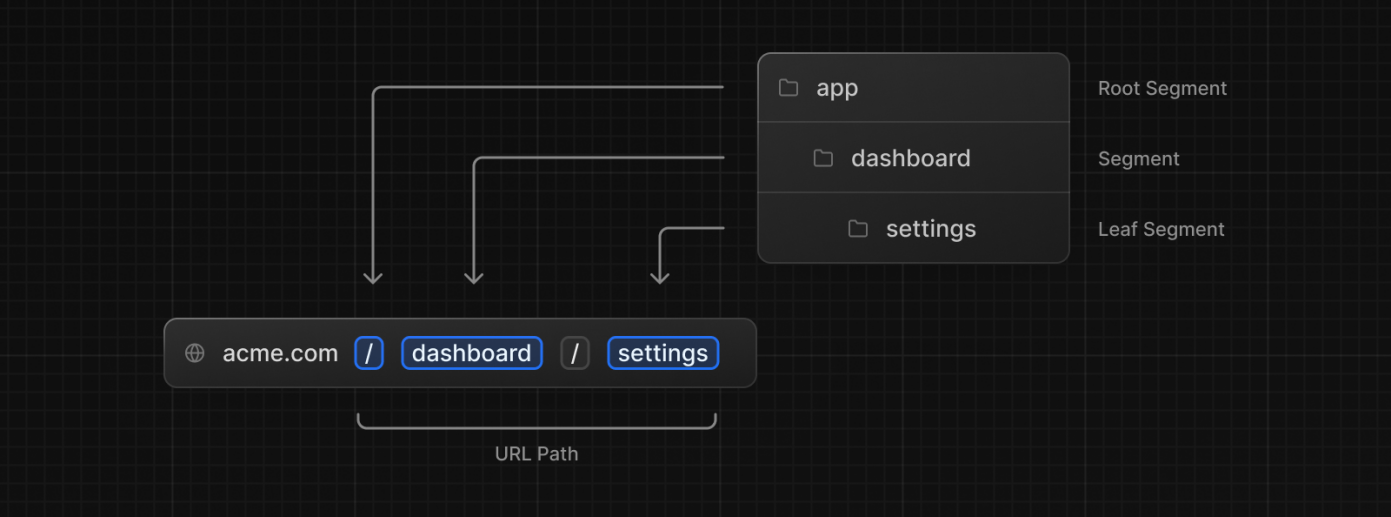 app
Root Segment
dashboard
Segment
settings
Leaf Segment
acme.com / dashboard / settings
URL Path